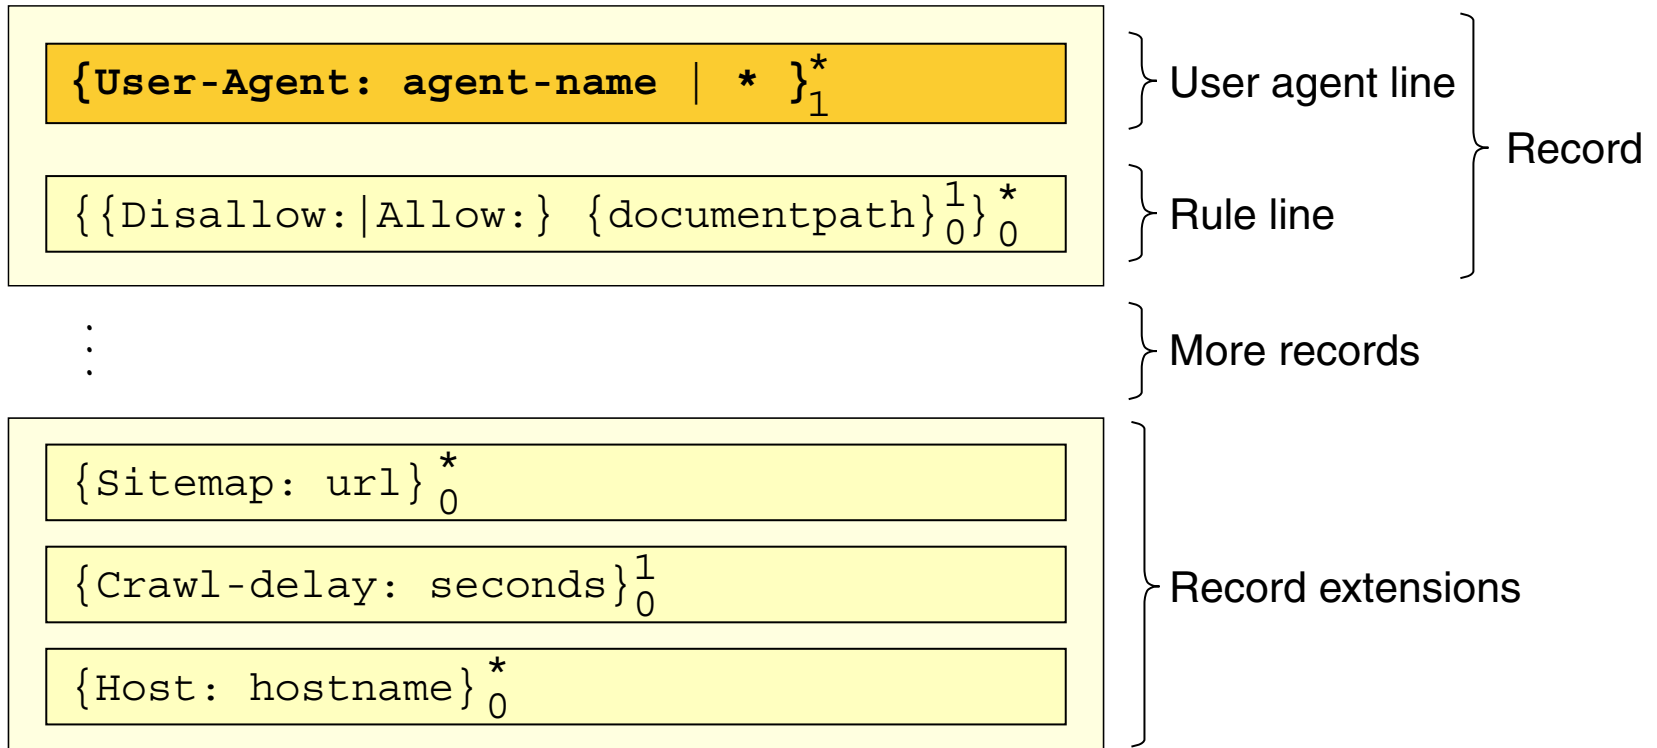 {User-Agent: agent-name | * }*1
User agent line
Record
{{Disallow:|Allow:} {documentpath}10}*0
Rule line
More records
{Sitemap: url}*0
{Crawl-delay: seconds}10
Record extensions
{Host: hostname}*0